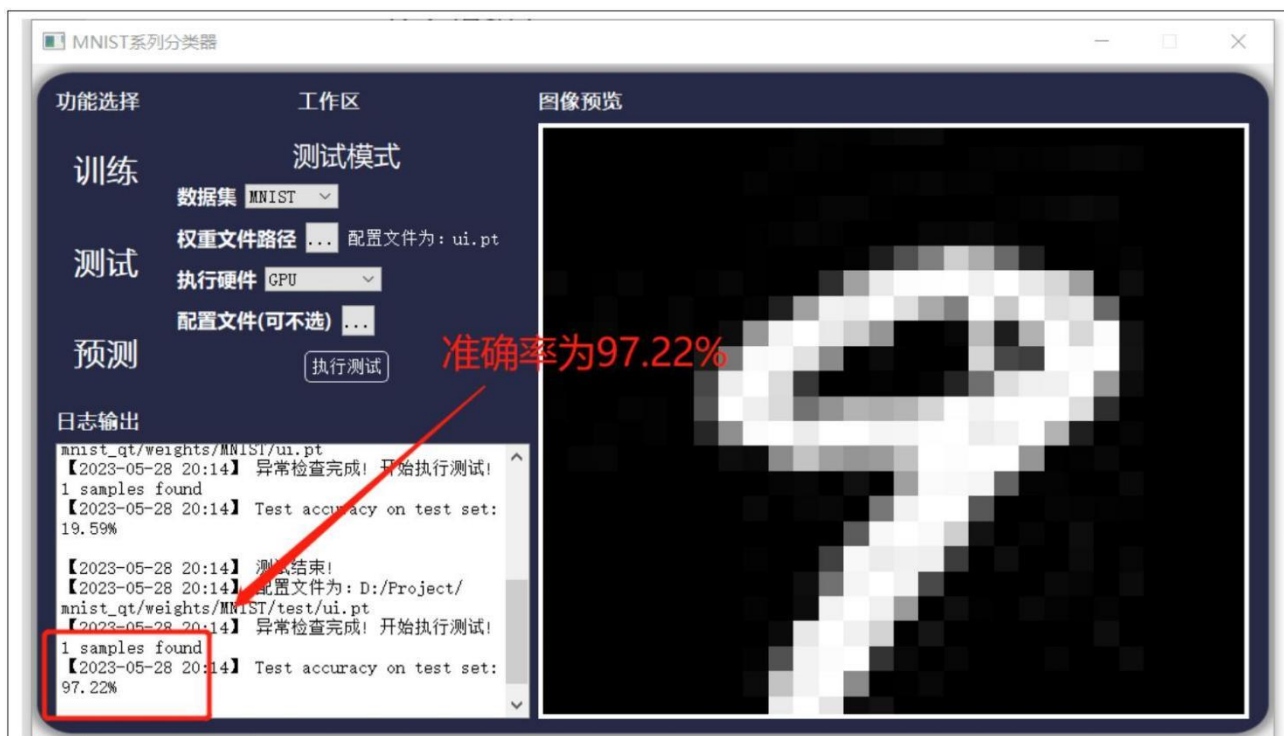 MNIST系列分类器
功能选择
工作区
图像预览
训练
测试
预测
测试模式
数据集 MNIST
权重文件路径 ... 配置文件为: ui.pt
执行硬件 GPU
配置文件(可不选) ...
执行测试
准确率为97.22%
日志输出
mnist_qt/weights/MNIST/ui.pt
【2023-05-28 20:14】 异常检查完成! 开始执行测试!
1 samples found
【2023-05-28 20:14】 Test accuracy on test set:
19.59%
【2023-05-28 20:14】 测试结束!
【2023-05-28 20:14】 配置文件为: D:/Project/
mnist_qt/weights/MNIST/test/ui.pt
【2023-05-28 20:14】 异常检查完成! 开始执行测试!
1 samples found
【2023-05-28 20:14】 Test accuracy on test set:
97.22%